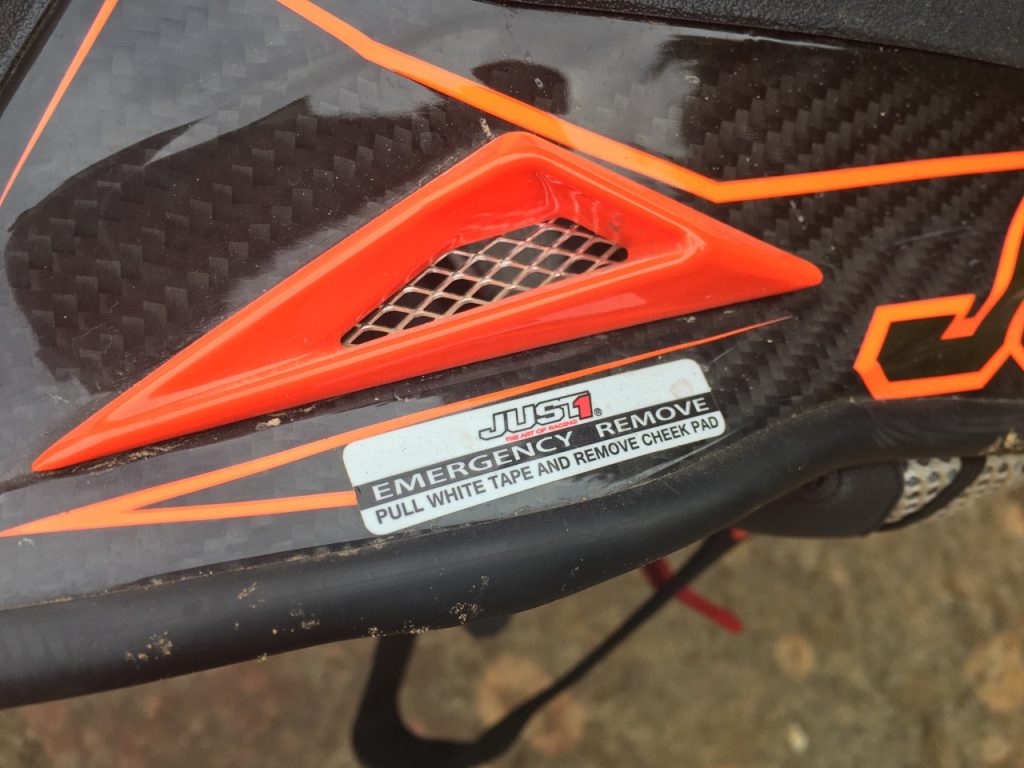 JUST1®
THE ART OF RACING
EMERGENCY REMOVE
PULL WHITE TAPE AND REMOVE CHEEK PAD
J